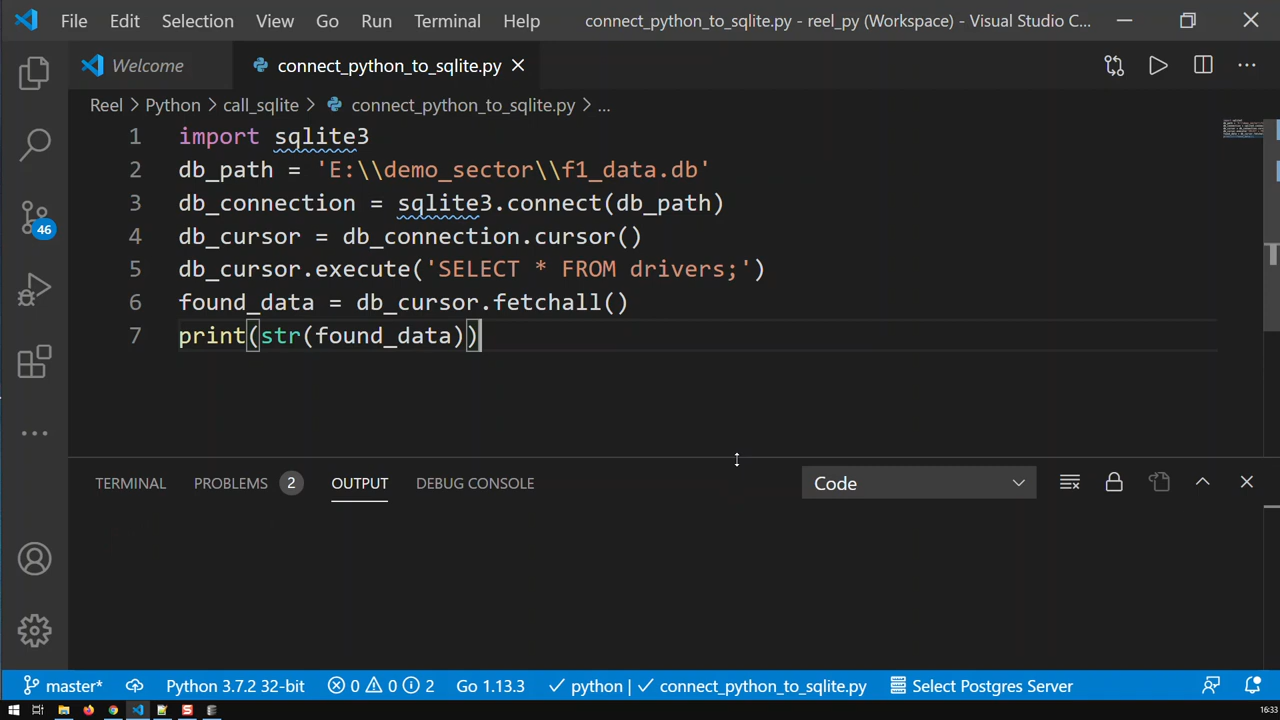 File Edit Selection View Go Run Terminal Help connect_python_to_sqlite.py - reel_py (Workspace) - Visual Studio C...
Welcome connect_python_to_sqlite.py
Reel > Python > call_sqlite > connect_python_to_sqlite.py > ...
1 import sqlite3
2 db_path = 'E:\\demo_sector\\f1_data.db'
3 db_connection = sqlite3.connect(db_path)
4 db_cursor = db_connection.cursor()
5 db_cursor.execute('SELECT * FROM drivers;')
6 found_data = db_cursor.fetchall()
7 print(str(found_data))
46
TERMINAL PROBLEMS 2 OUTPUT DEBUG CONSOLE Code
master* Python 3.7.2 32-bit 0 0 2 Go 1.13.3 python | connect_python_to_sqlite.py Select Postgres Server
16:33